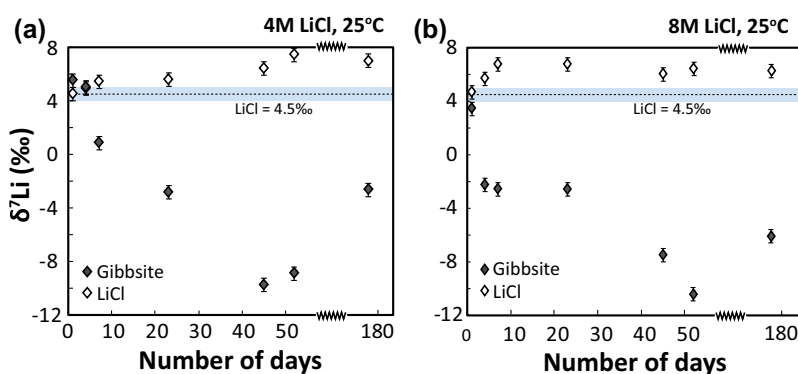 (a)
4M LiCl, 25°C
8
4
0
-4
-8
-12
δ⁷Li (‰)
LiCl = 4.5‰
Gibbsite
LiCl
0 10 20 30 40 50 180
Number of days
(b)
8M LiCl, 25°C
8
4
0
-4
-8
-12
LiCl = 4.5‰
Gibbsite
LiCl
0 10 20 30 40 50 180
Number of days